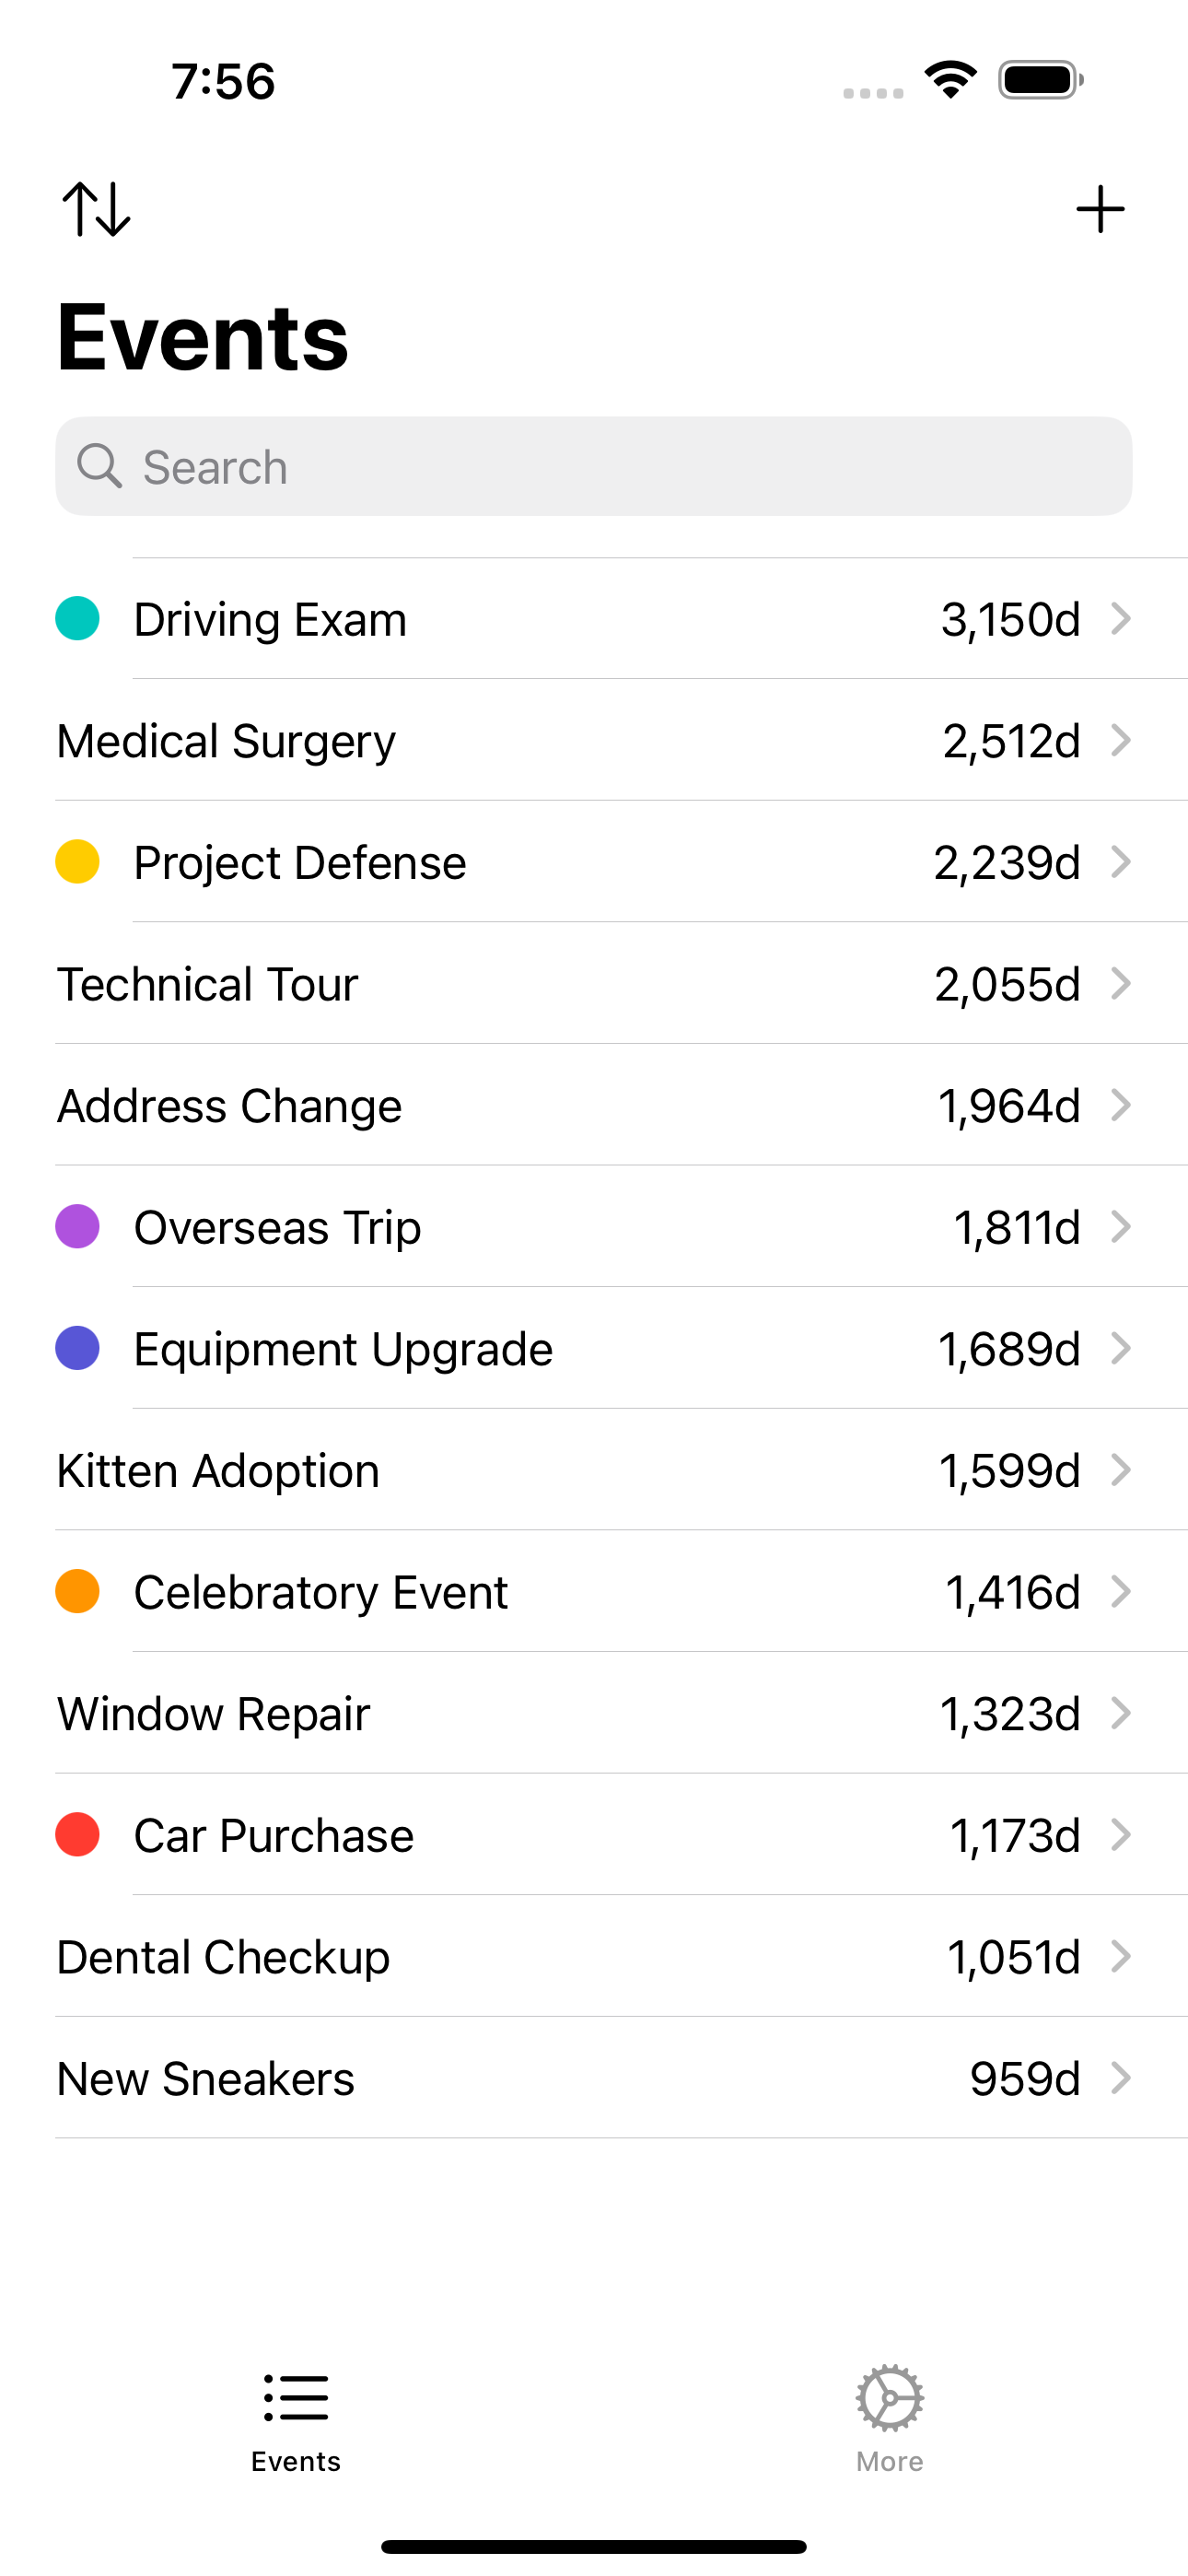 7:56
Events
Search
Driving Exam 3,150d
Medical Surgery 2,512d
Project Defense 2,239d
Technical Tour 2,055d
Address Change 1,964d
Overseas Trip 1,811d
Equipment Upgrade 1,689d
Kitten Adoption 1,599d
Celebratory Event 1,416d
Window Repair 1,323d
Car Purchase 1,173d
Dental Checkup 1,051d
New Sneakers 959d
Events More